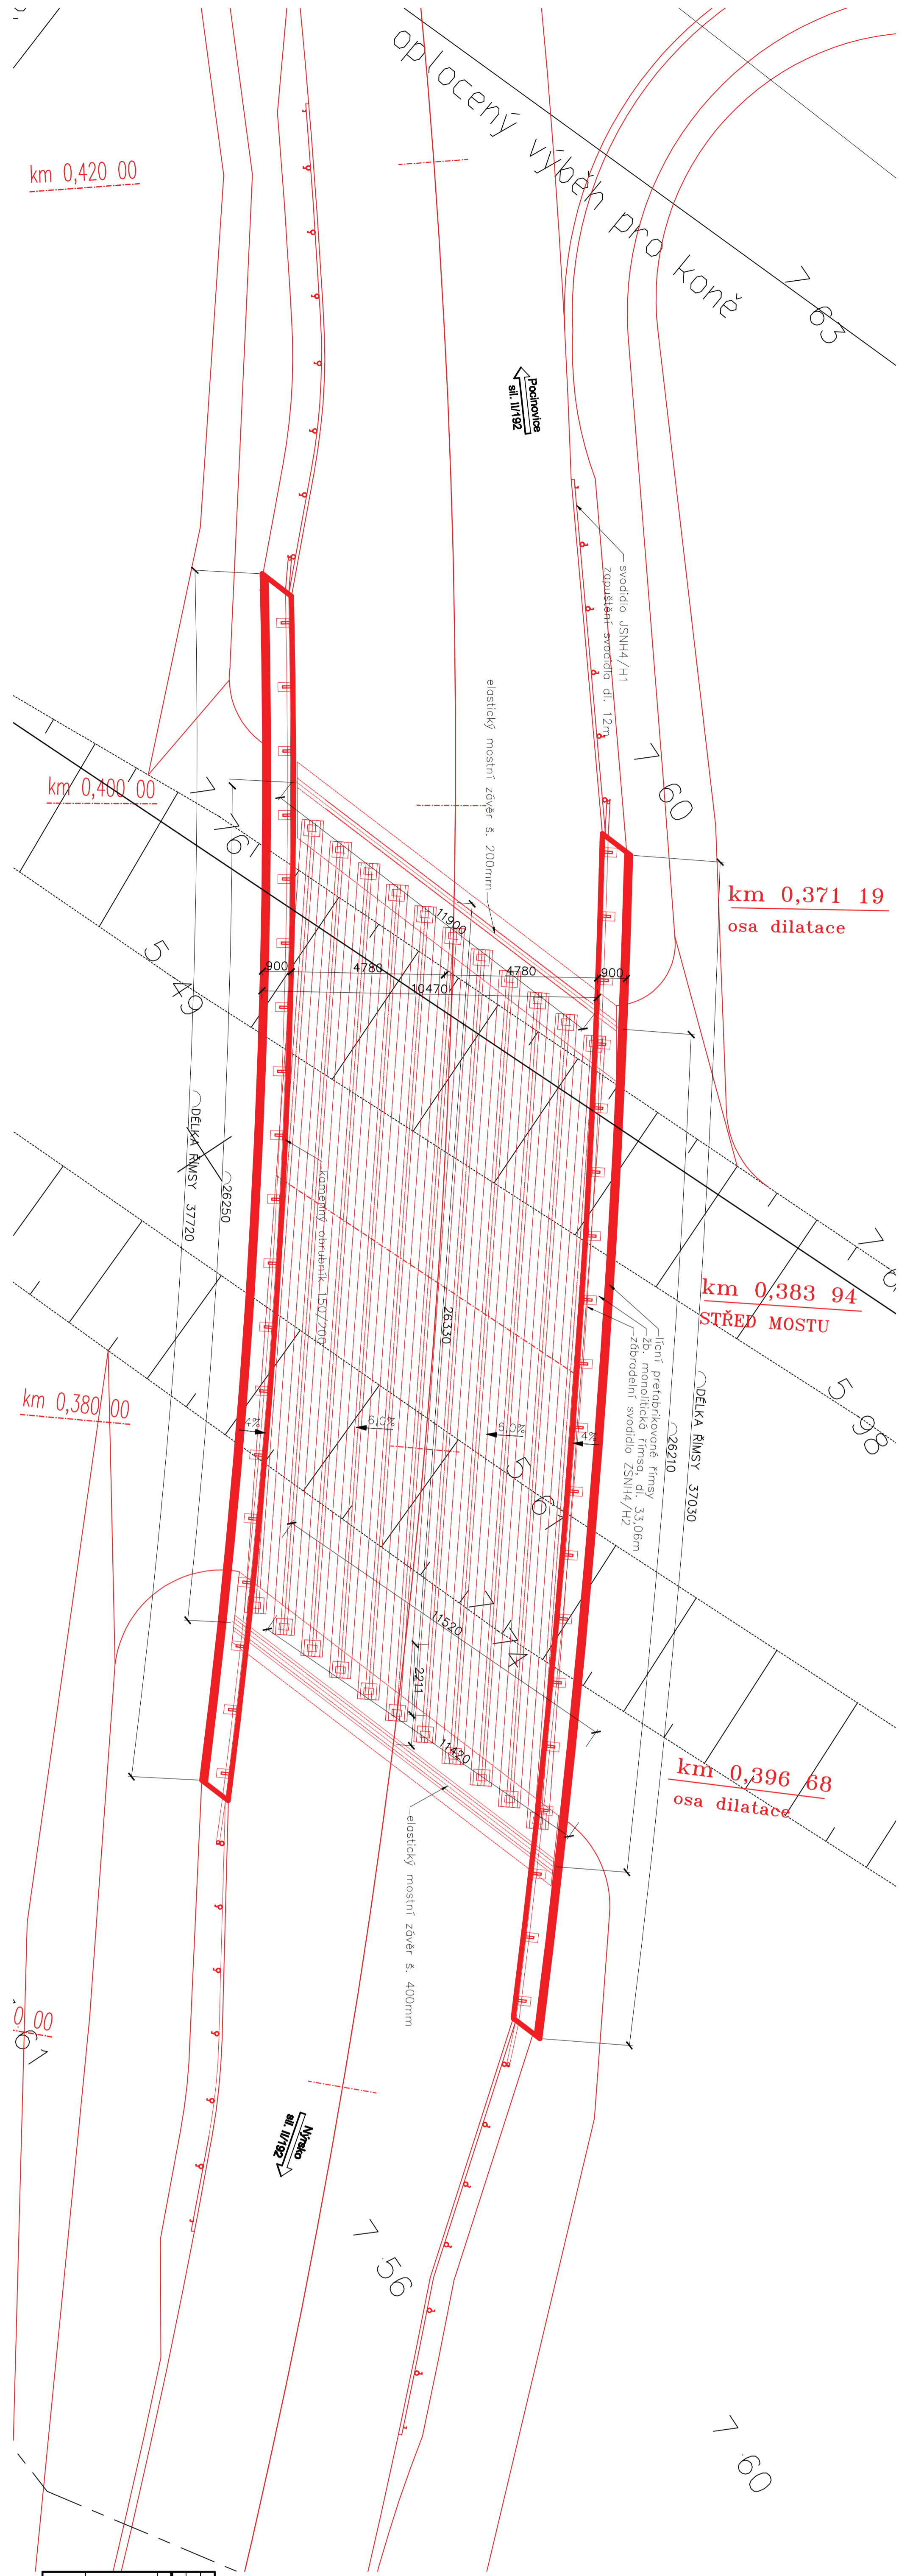 oplocený výběh pro koně
km 0,420 00
7 63
Pocinovice
sil. II/192
svodidlo JSNH4/H1
zapuštění svodidla dl. 12m
elastický mostní závěr š. 200mm
7 60
km 0,400 00
7 76
km 0,371 19
osa dilatace
11900
5 49
900
4780
4780
900
10470
DÉLKA ŘÍMSY 37720
26250
kamenný obrubník 150/200
26330
km 0,383 94
STŘED MOSTU
lícní prefabrikované římsy
žb. monolitická římsa, dl. 33,06m
zábradelní svodidlo ZSNH4/H2
DÉLKA ŘÍMSY 37030
26210
5 98
km 0,380 00
4%
6,0%
6,0%
4%
5 61
11520
7 74
2211
11420
km 0,396 68
osa dilatace
elastický mostní závěr š. 400mm
0 00
61
Nýrsko
sil. II/192
7 56
7 60